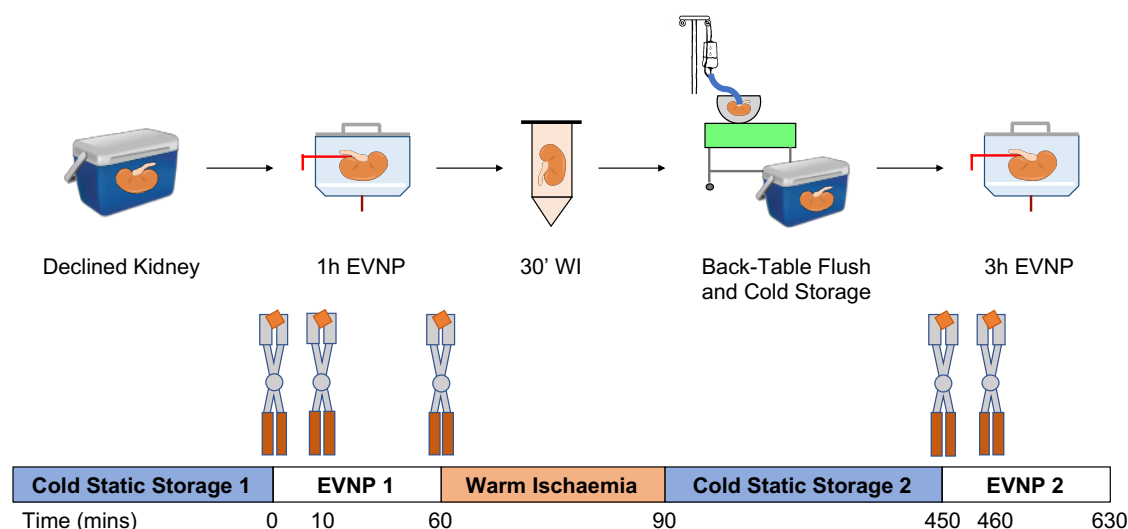 Declined Kidney
1h EVNP
30' WI
Back-Table Flush
and Cold Storage
3h EVNP
Cold Static Storage 1
EVNP 1
Warm Ischaemia
Cold Static Storage 2
EVNP 2
Time (mins)
0
10
60
90
450
460
630